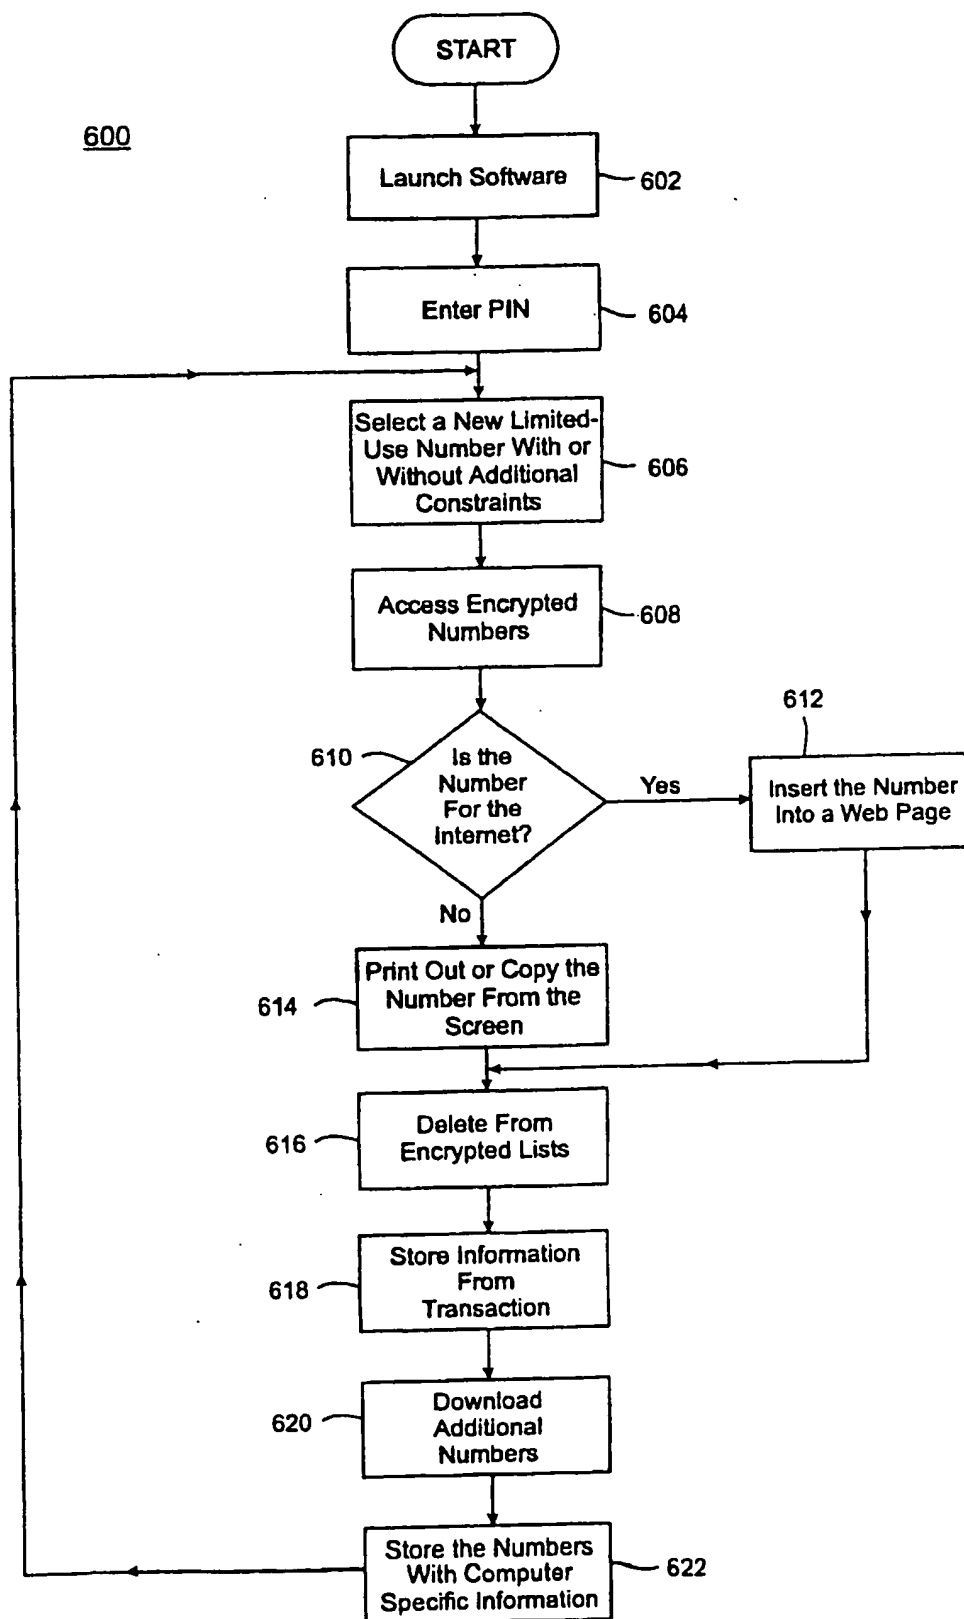 START
600
Launch Software
602
Enter PIN
604
Select a New Limited-
Use Number With or
Without Additional
Constraints
606
Access Encrypted
Numbers
608
610
Is the
Number
For the
Internet?
Yes
612
Insert the Number
Into a Web Page
No
614
Print Out or Copy the
Number From the
Screen
616
Delete From
Encrypted Lists
618
Store Information
From
Transaction
620
Download
Additional
Numbers
Store the Numbers
With Computer
Specific Information
622